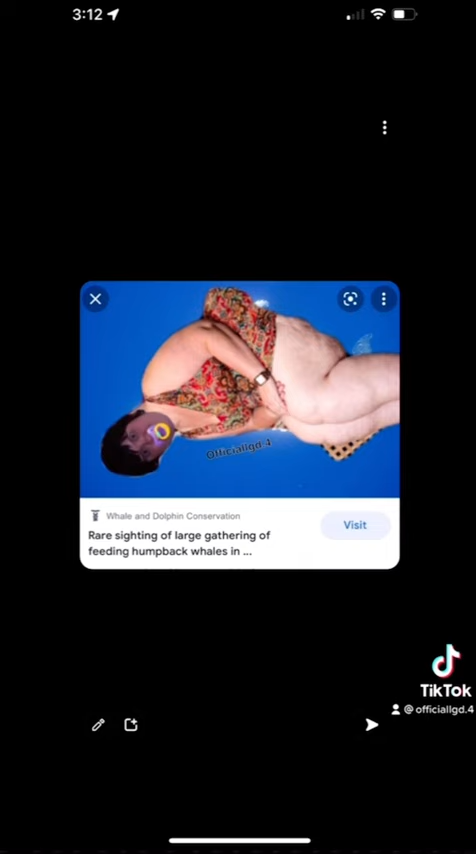 3:12
Officiallgd.4
Whale and Dolphin Conservation
Rare sighting of large gathering of
feeding humpback whales in ...
Visit
TikTok
@officiallgd.4